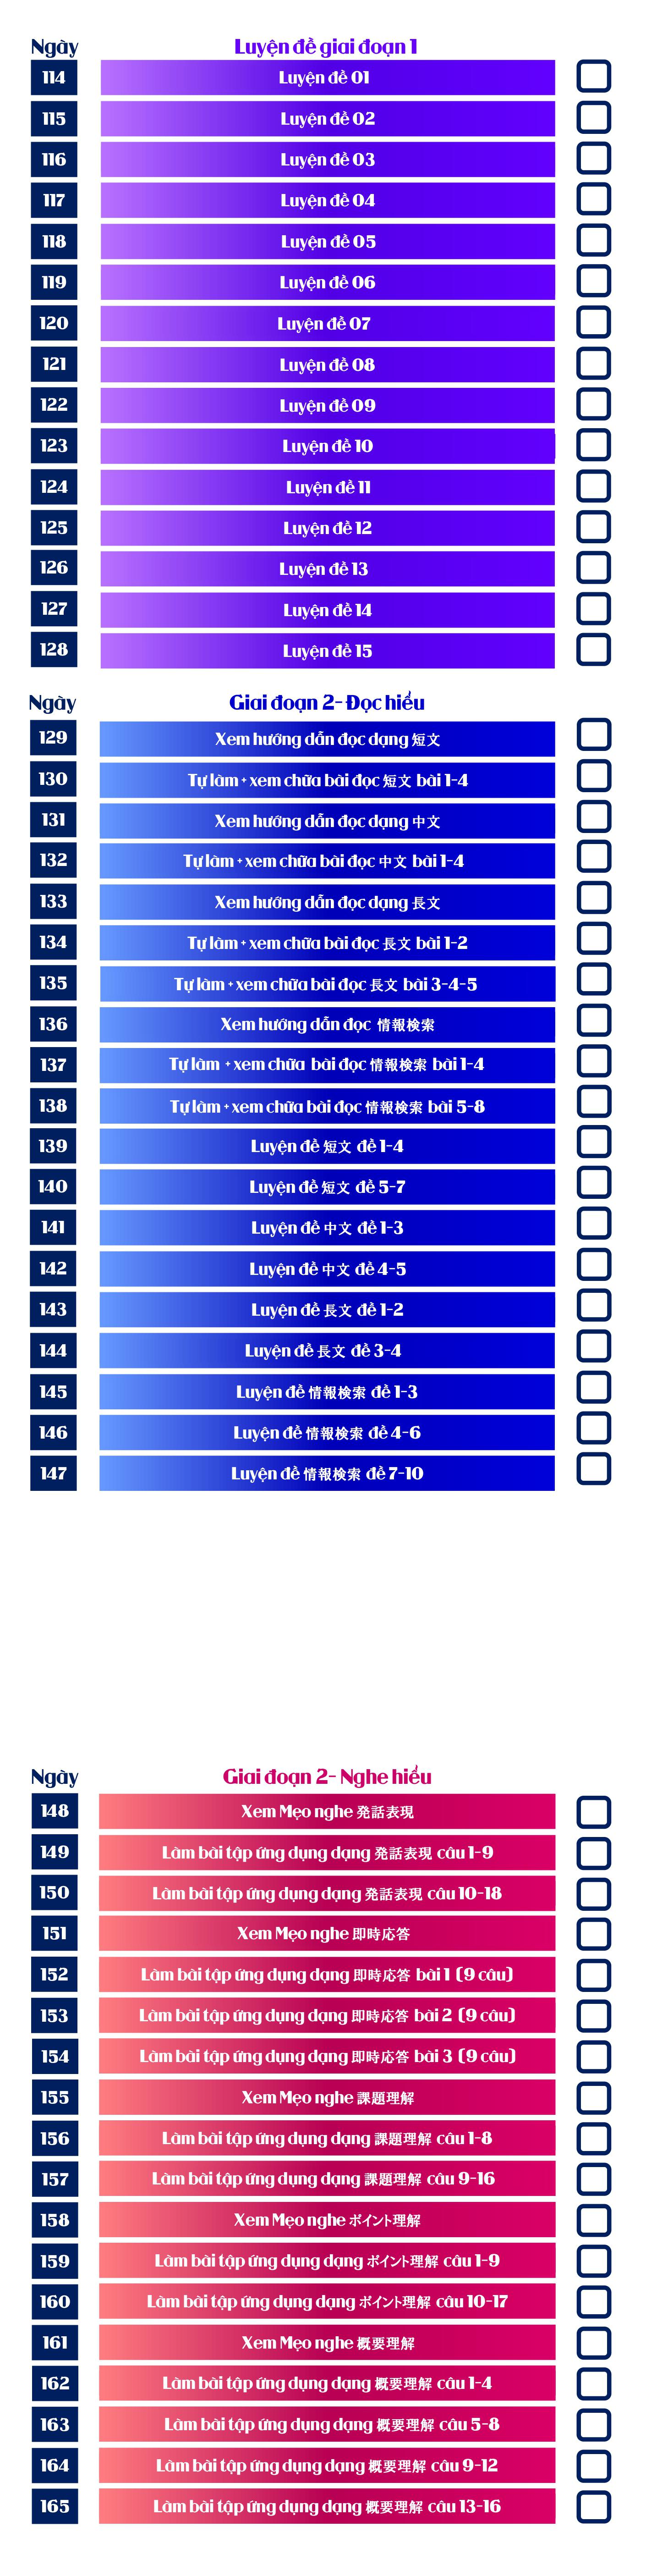 Ngày Luyện đề giai đoạn 1
114 Luyện đề 01
115 Luyện đề 02
116 Luyện đề 03
117 Luyện đề 04
118 Luyện đề 05
119 Luyện đề 06
120 Luyện đề 07
121 Luyện đề 08
122 Luyện đề 09
123 Luyện đề 10
124 Luyện đề 11
125 Luyện đề 12
126 Luyện đề 13
127 Luyện đề 14
128 Luyện đề 15
Ngày Giai đoạn 2- Đọc hiểu
129 Xem hướng dẫn đọc dạng 短文
130 Tự làm + xem chữa bài đọc 短文 bài 1-4
131 Xem hướng dẫn đọc dạng 中文
132 Tự làm + xem chữa bài đọc 中文 bài 1-4
133 Xem hướng dẫn đọc dạng 長文
134 Tự làm + xem chữa bài đọc 長文 bài 1-2
135 Tự làm + xem chữa bài đọc 長文 bài 3-4-5
136 Xem hướng dẫn đọc 情報検索
137 Tự làm + xem chữa bài đọc 情報検索 bài 1-4
138 Tự làm + xem chữa bài đọc 情報検索 bài 5-8
139 Luyện đề 短文 đề 1-4
140 Luyện đề 短文 đề 5-7
141 Luyện đề 中文 đề 1-3
142 Luyện đề 中文 đề 4-5
143 Luyện đề 長文 đề 1-2
144 Luyện đề 長文 đề 3-4
145 Luyện đề 情報検索 đề 1-3
146 Luyện đề 情報検索 đề 4-6
147 Luyện đề 情報検索 đề 7-10
Ngày Giai đoạn 2- Nghe hiểu
148 Xem Mẹo nghe 発話表現
149 Làm bài tập ứng dụng dạng 発話表現 câu 1-9
150 Làm bài tập ứng dụng dạng 発話表現 câu 10-18
151 Xem Mẹo nghe 即時応答
152 Làm bài tập ứng dụng dạng 即時応答 bài 1 (9 câu)
153 Làm bài tập ứng dụng dạng 即時応答 bài 2 (9 câu)
154 Làm bài tập ứng dụng dạng 即時応答 bài 3 (9 câu)
155 Xem Mẹo nghe 課題理解
156 Làm bài tập ứng dụng dạng 課題理解 câu 1-8
157 Làm bài tập ứng dụng dạng 課題理解 câu 9-16
158 Xem Mẹo nghe ポイント理解
159 Làm bài tập ứng dụng dạng ポイント理解 câu 1-9
160 Làm bài tập ứng dụng dạng ポイント理解 câu 10-17
161 Xem Mẹo nghe 概要理解
162 Làm bài tập ứng dụng dạng 概要理解 câu 1-4
163 Làm bài tập ứng dụng dạng 概要理解 câu 5-8
164 Làm bài tập ứng dụng dạng 概要理解 câu 9-12
165 Làm bài tập ứng dụng dạng 概要理解 câu 13-16